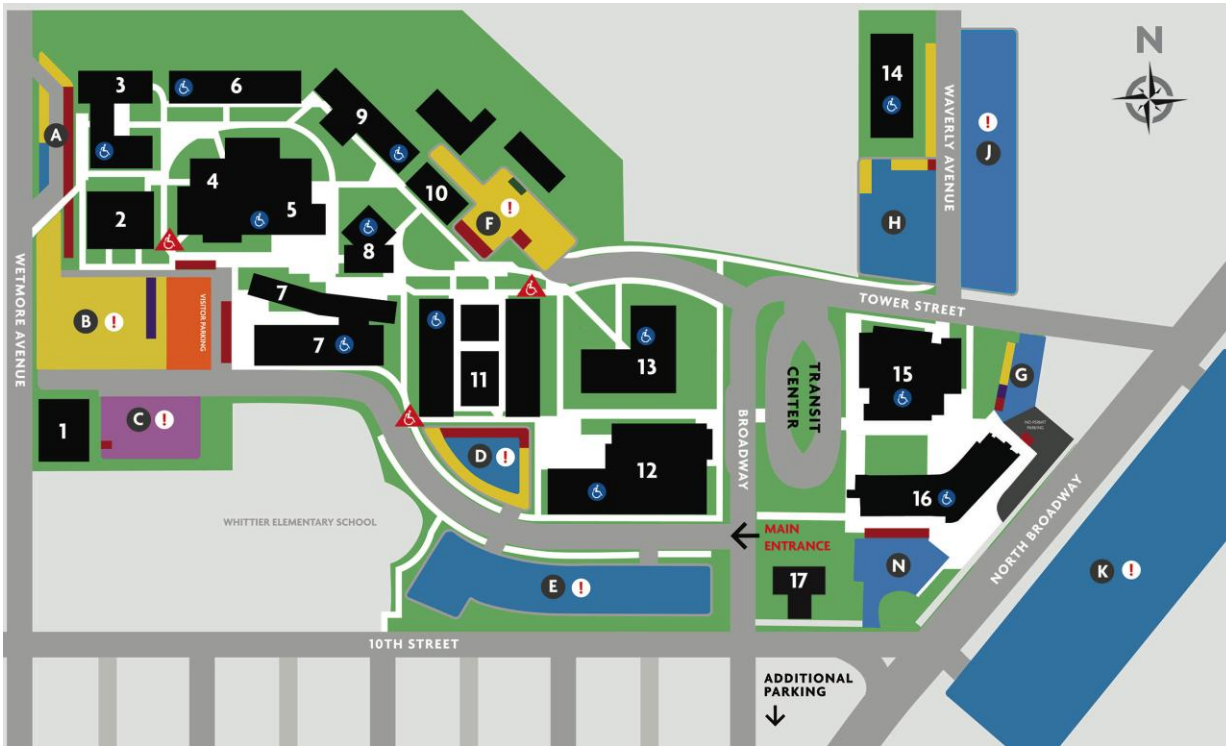 N
3
6
9
14
A
WAVERLY AVENUE
!
J
4
5
10
2
F !
H
8
WETMORE AVENUE
7
TOWER STREET
B !
VISITOR PARKING
7
13
11
TRANSIT
CENTER
15
G
1
C !
NO PERMIT
PARKING
BROADWAY
D !
12
16
WHITTIER ELEMENTARY SCHOOL
MAIN
ENTRANCE
N
NORTH BROADWAY
E !
17
K !
10TH STREET
ADDITIONAL
PARKING